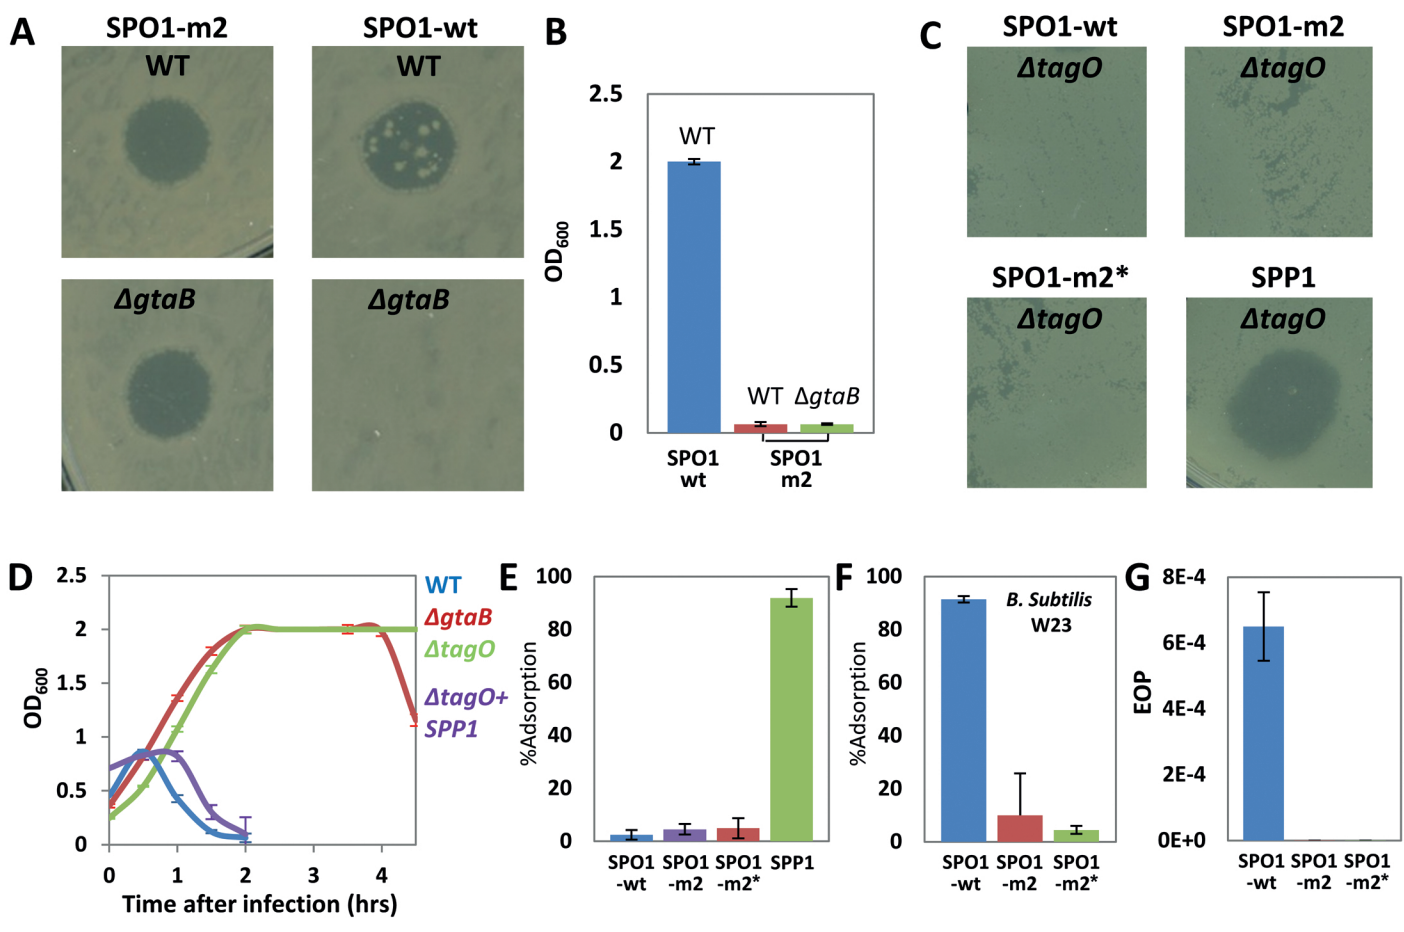 A
SPO1-m2
SPO1-wt
WT
WT
ΔgtaB
ΔgtaB
B
2.5
2
1.5
1
0.5
0
OD600
WT
WT ΔgtaB
SPO1
wt
SPO1
m2
C
SPO1-wt
SPO1-m2
ΔtagO
ΔtagO
SPO1-m2*
SPP1
ΔtagO
ΔtagO
D
2.5
2
1.5
1
0.5
0
OD600
0 1 2 3 4
Time after infection (hrs)
WT
ΔgtaB
ΔtagO
ΔtagO+
SPP1
E
100
80
60
40
20
0
%Adsorption
SPO1
-wt
SPO1
-m2
SPO1
-m2*
SPP1
F
100
80
60
40
20
0
%Adsorption
B. Subtilis
W23
SPO1
-wt
SPO1
-m2
SPO1
-m2*
G
8E-4
6E-4
4E-4
2E-4
0E+0
EOP
SPO1
-wt
SPO1
-m2
SPO1
-m2*